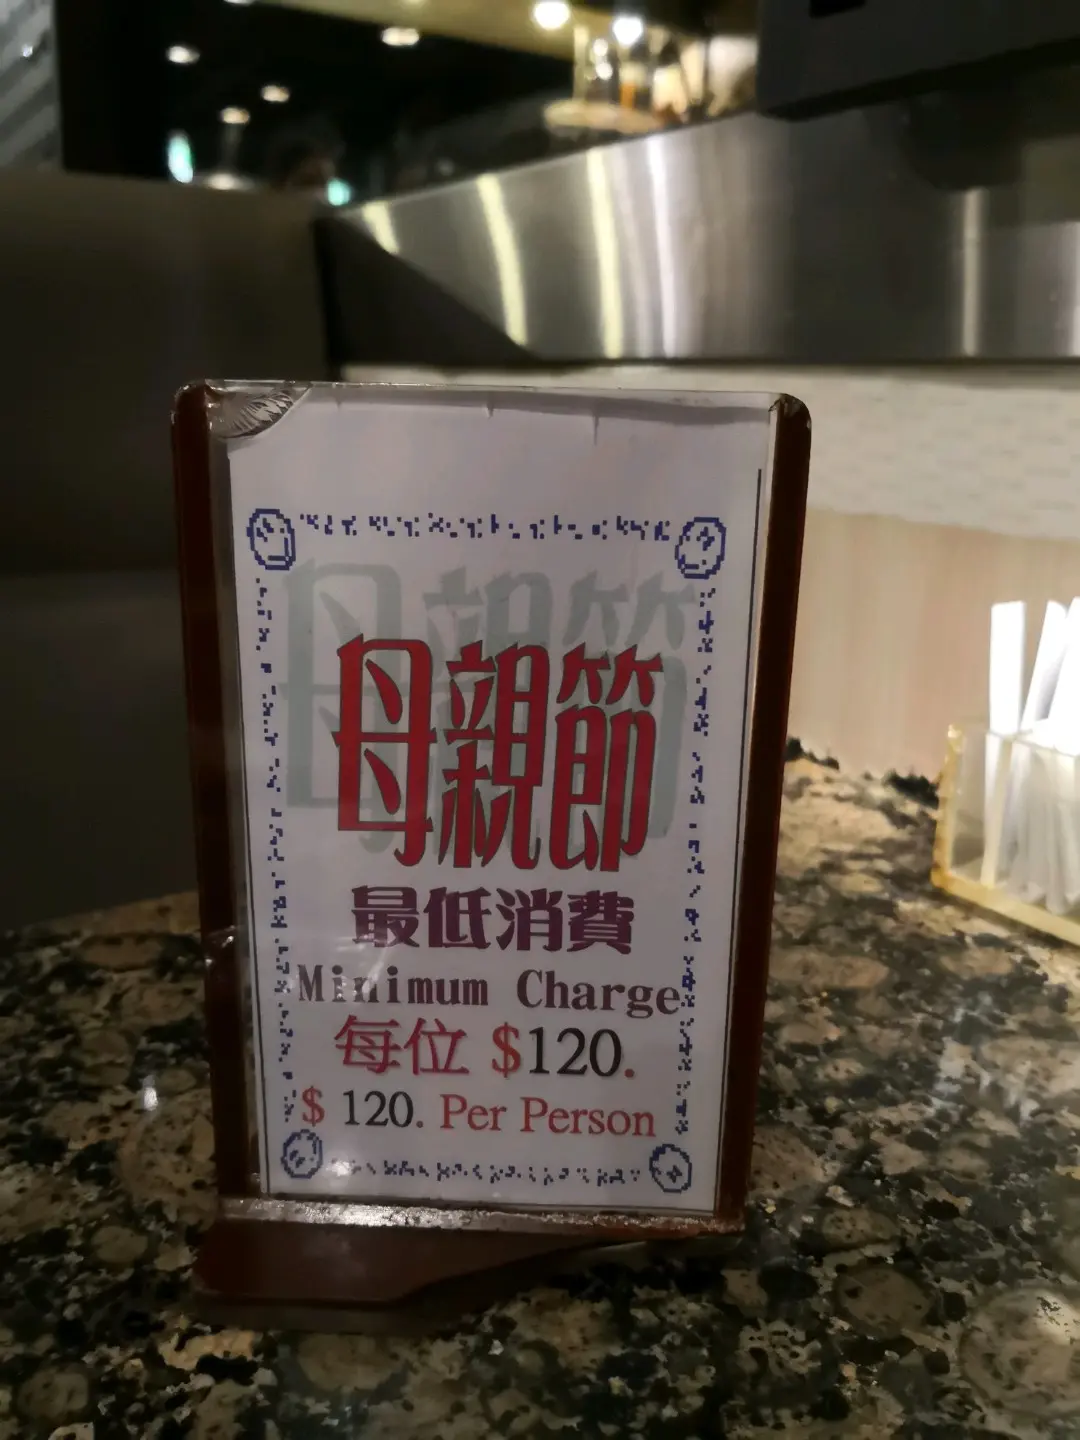 母親節
最低消費
Minimum Charge
每位 $120.
$ 120. Per Person